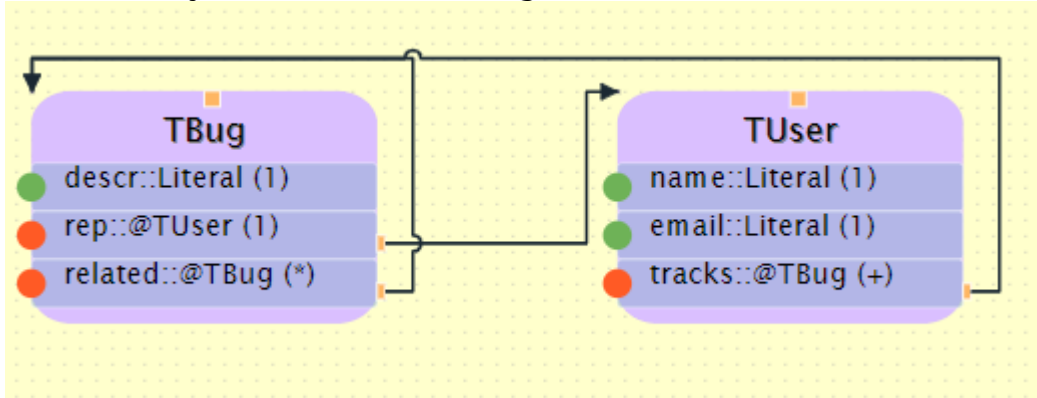 TBug
descr::Literal (1)
rep::@TUser (1)
related::@TBug (*)
TUser
name::Literal (1)
email::Literal (1)
tracks::@TBug (+)